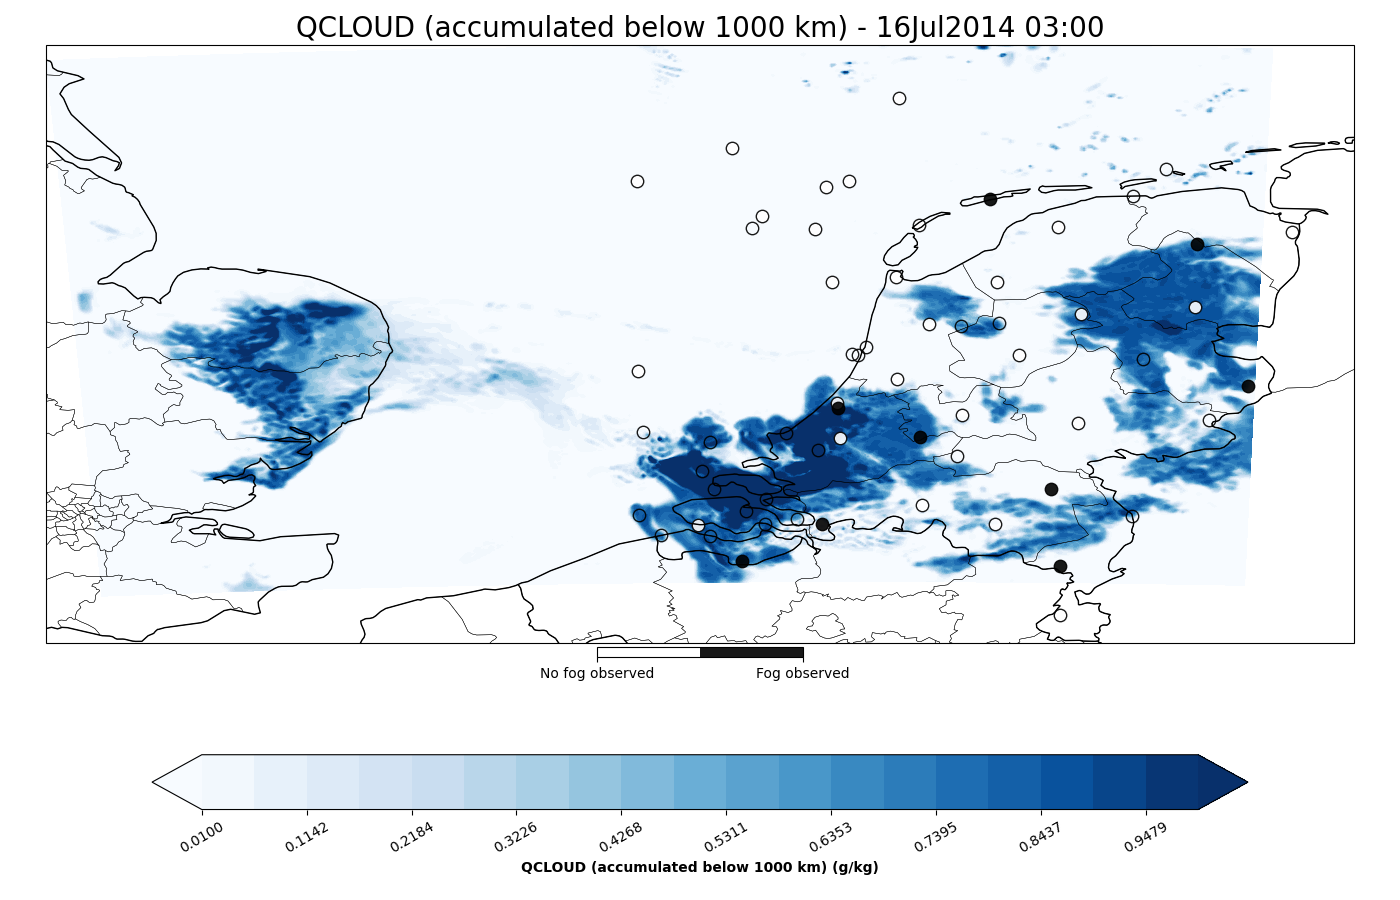 QCLOUD (accumulated below 1000 km) - 16Jul2014 03:00
No fog observed
Fog observed
0.0100
0.1142
0.2184
0.3226
0.4268
0.5311
0.6353
0.7395
0.8437
0.9479
QCLOUD (accumulated below 1000 km) (g/kg)